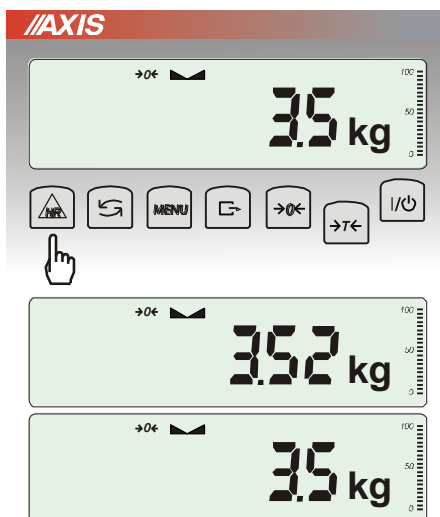 //AXIS
→0←
100
3.5 kg
50
0
HR
MENU
→0←
→T←
I/⏻
→0←
100
3.52 kg
50
0
→0←
100
3.5 kg
50
0